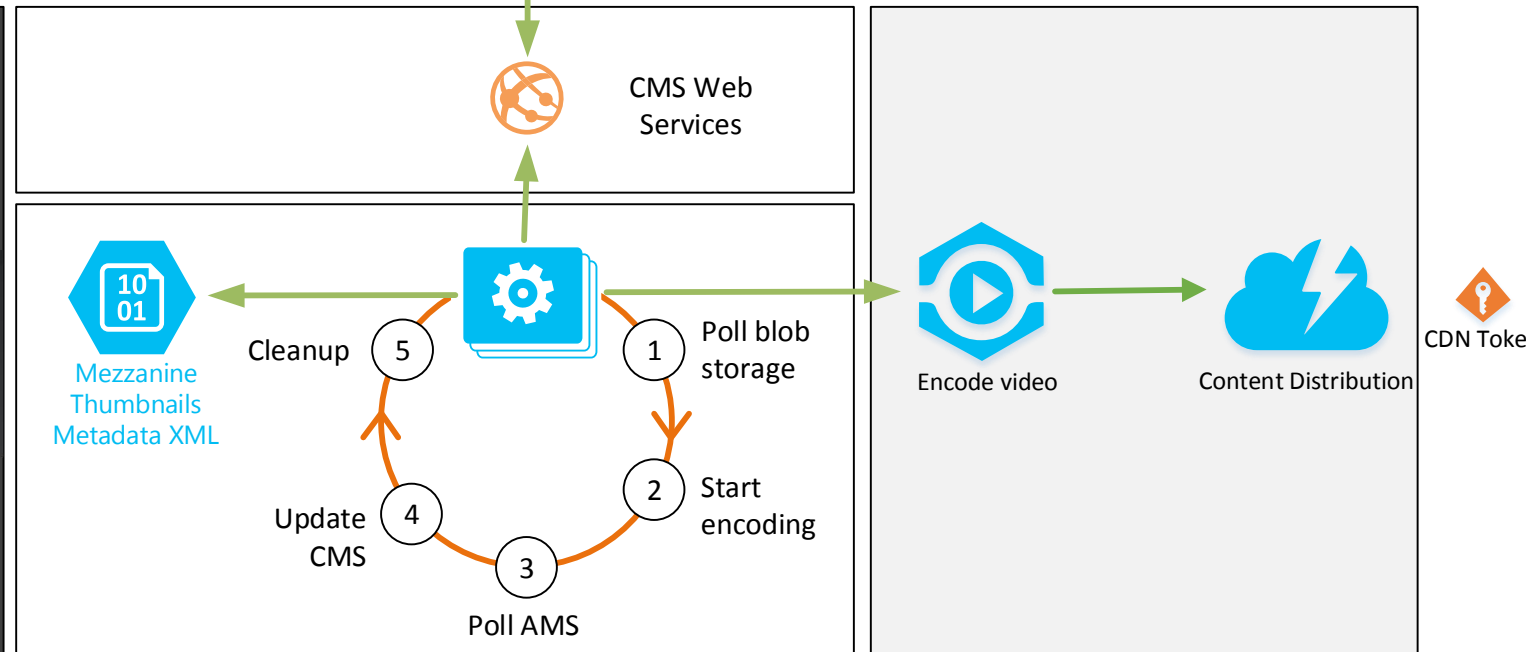 CMS Web
Services
10
01
Mezzanine
Thumbnails
Metadata XML
Cleanup
5
1
Poll blob
storage
2
Start
encoding
3
Poll AMS
4
Update
CMS
Encode video
Content Distribution
CDN Toke